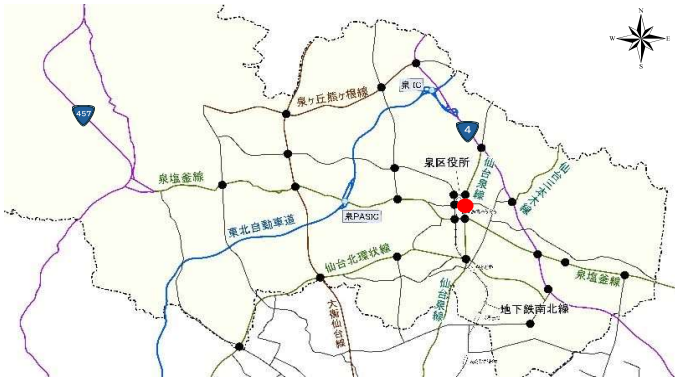 N
W
E
S
泉IC
泉ヶ丘熊ヶ根線
457
4
泉区役所
仙台泉線
仙台三本木線
泉塩釜線
泉PASIC
東北自動車道
仙台北環状線
泉塩釜線
大衡仙台線
仙台泉線
地下鉄南北線